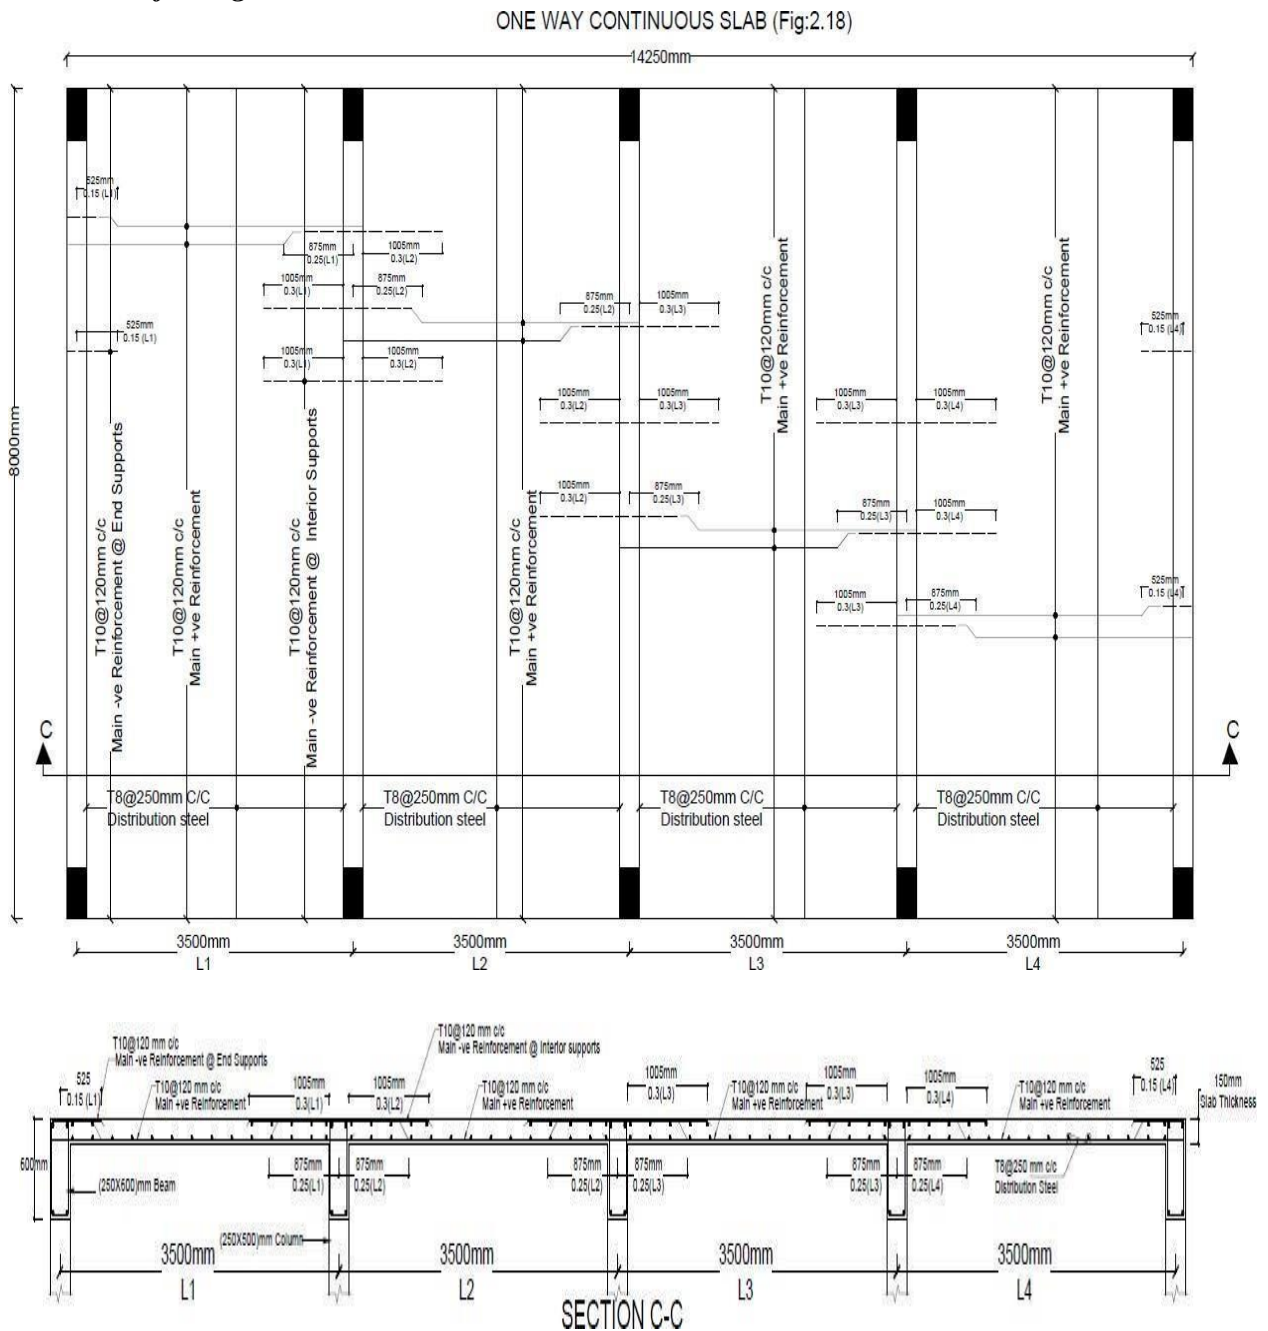 ONE WAY CONTINUOUS SLAB (Fig:2.18)
14250mm
525mm
0.15 (L1)
875mm
0.25(L1)
1005mm
0.3(L2)
1005mm
0.3(L1)
875mm
0.25(L2)
875mm
0.25(L2)
1005mm
0.3(L3)
525mm
0.15 (L1)
525mm
0.15 (L4)
1005mm
0.3(L1)
1005mm
0.3(L2)
1005mm
0.3(L2)
1005mm
0.3(L3)
1005mm
0.3(L3)
1005mm
0.3(L4)
1005mm
0.3(L2)
875mm
0.25(L3)
875mm
0.25(L3)
1005mm
0.3(L4)
1005mm
0.3(L3)
875mm
0.25(L4)
525mm
0.15 (L4)
8000mm
T10@120mm c/c
Main -ve Reinforcement @ End Supports
T10@120mm c/c
Main +ve Reinforcement
T10@120mm c/c
Main -ve Reinforcement @ Interior Supports
T10@120mm c/c
Main +ve Reinforcement
T10@120mm c/c
Main +ve Reinforcement
T10@120mm c/c
Main +ve Reinforcement
C
C
T8@250mm C/C
Distribution steel
T8@250mm C/C
Distribution steel
T8@250mm C/C
Distribution steel
T8@250mm C/C
Distribution steel
3500mm
L1
3500mm
L2
3500mm
L3
3500mm
L4
T10@120 mm c/c
Main -ve Reinforcement @ End Supports
T10@120 mm c/c
Main -ve Reinforcement @ Interior supports
525
0.15 (L1)
T10@120 mm c/c
Main +ve Reinforcement
1005mm
0.3(L1)
1005mm
0.3(L2)
T10@120 mm c/c
Main +ve Reinforcement
1005mm
0.3(L3)
T10@120 mm c/c
Main +ve Reinforcement
1005mm
0.3(L3)
1005mm
0.3(L4)
T10@120 mm c/c
Main +ve Reinforcement
525
0.15 (L4)
150mm
Slab Thickness
600mm
875mm
0.25(L1)
875mm
0.25(L2)
875mm
0.25(L2)
875mm
0.25(L3)
875mm
0.25(L3)
875mm
0.25(L4)
T8@250 mm c/c
Distribution Steel
(250X600)mm Beam
(250X500)mm Column
3500mm
L1
3500mm
L2
3500mm
L3
3500mm
L4
SECTION C-C